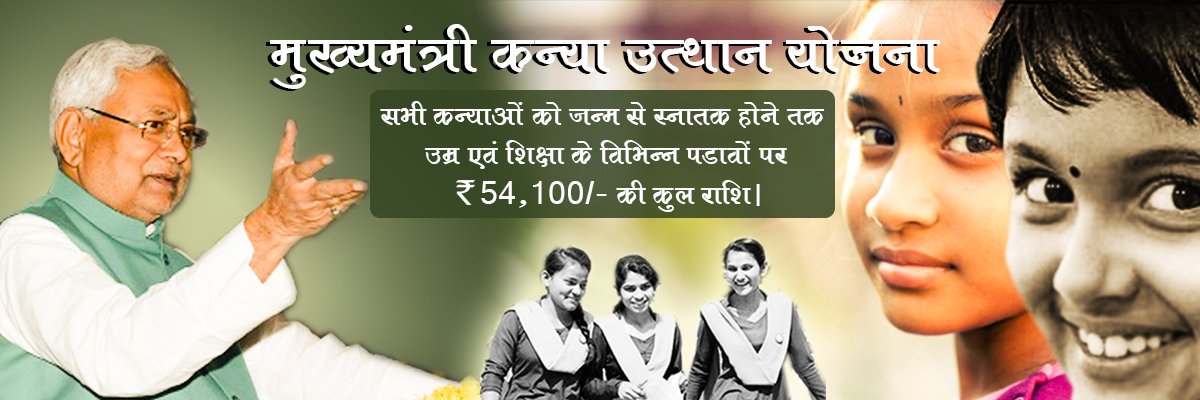 मुख्यमंत्री कन्या उत्थान योजना
सभी कन्याओं को जन्म से स्नातक होने तक
उम्र एवं शिक्षा के विभिन्न पडावों पर
₹54,100/- की कुल राशि।